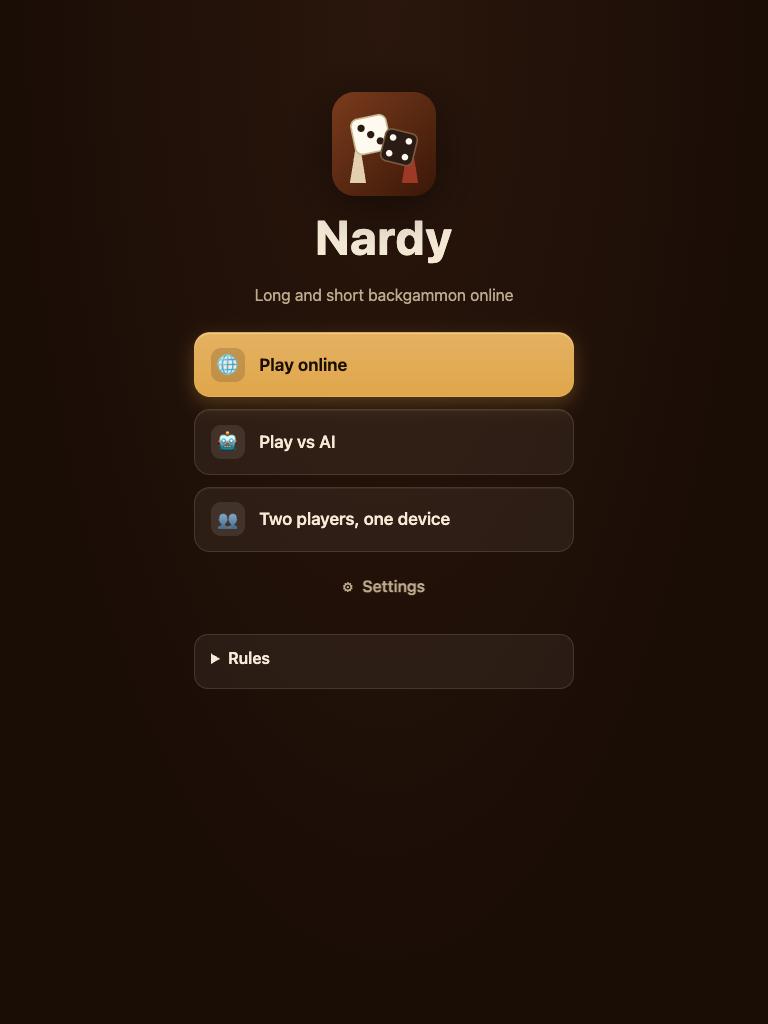 Nardy
Long and short backgammon online
Play online
Play vs AI
Two players, one device
Settings
Rules